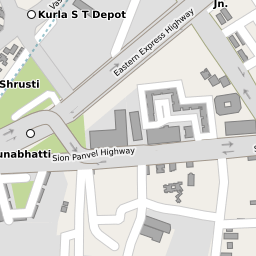 Jn.
Kurla S T Depot
Eastern Express Highway
Shrusti
unabhatti
Sion Panvel Highway
S